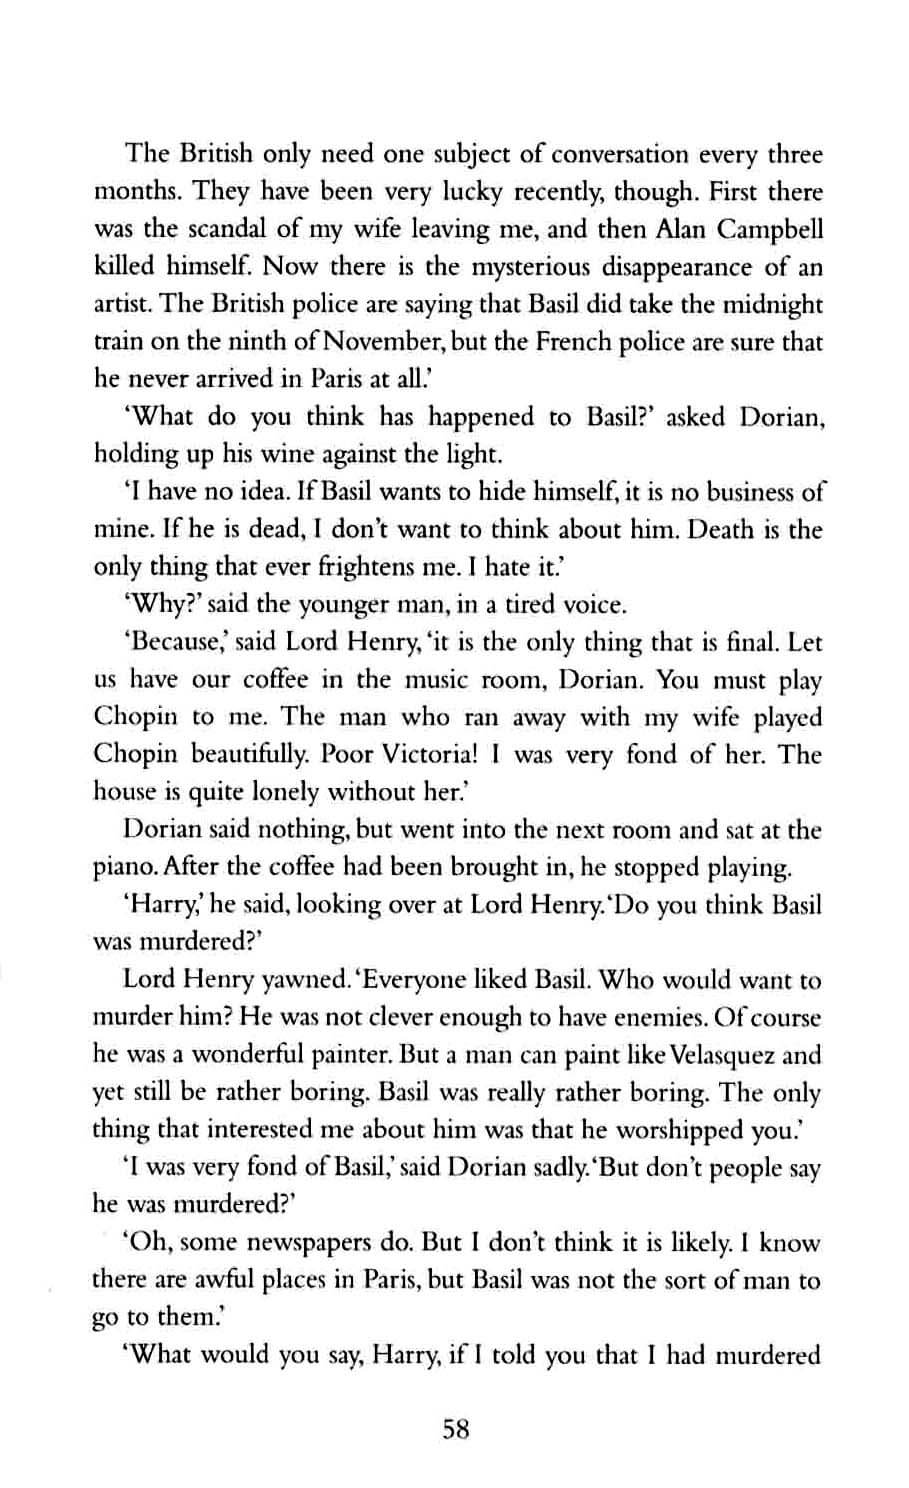 The British only need one subject of conversation every three
months. They have been very lucky recently, though. First there
was the scandal of my wife leaving me, and then Alan Campbell
killed himself. Now there is the mysterious disappearance of an
artist. The British police are saying that Basil did take the midnight
train on the ninth of November, but the French police are sure that
he never arrived in Paris at all.’
‘What do you think has happened to Basil?’ asked Dorian,
holding up his wine against the light.
‘I have no idea. If Basil wants to hide himself, it is no business of
mine. If he is dead, I don’t want to think about him. Death is the
only thing that ever frightens me. I hate it.’
‘Why?’ said the younger man, in a tired voice.
‘Because,’ said Lord Henry, ‘it is the only thing that is final. Let
us have our coffee in the music room, Dorian. You must play
Chopin to me. The man who ran away with my wife played
Chopin beautifully. Poor Victoria! I was very fond of her. The
house is quite lonely without her.’
Dorian said nothing, but went into the next room and sat at the
piano. After the coffee had been brought in, he stopped playing.
‘Harry,’ he said, looking over at Lord Henry. ‘Do you think Basil
was murdered?’
Lord Henry yawned. ‘Everyone liked Basil. Who would want to
murder him? He was not clever enough to have enemies. Of course
he was a wonderful painter. But a man can paint like Velasquez and
yet still be rather boring. Basil was really rather boring. The only
thing that interested me about him was that he worshipped you.’
‘I was very fond of Basil,’ said Dorian sadly. ‘But don’t people say
he was murdered?’
‘Oh, some newspapers do. But I don’t think it is likely. I know
there are awful places in Paris, but Basil was not the sort of man to
go to them.’
‘What would you say, Harry, if I told you that I had murdered
58